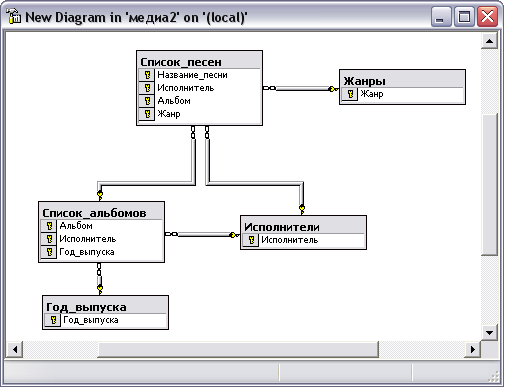 New Diagram in 'медиа2' on '(local)'
Список_песен
Название_песни
Исполнитель
Альбом
Жанр
Жанры
Жанр
Список_альбомов
Альбом
Исполнитель
Год_выпуска
Исполнители
Исполнитель
Год_выпуска
Год_выпуска